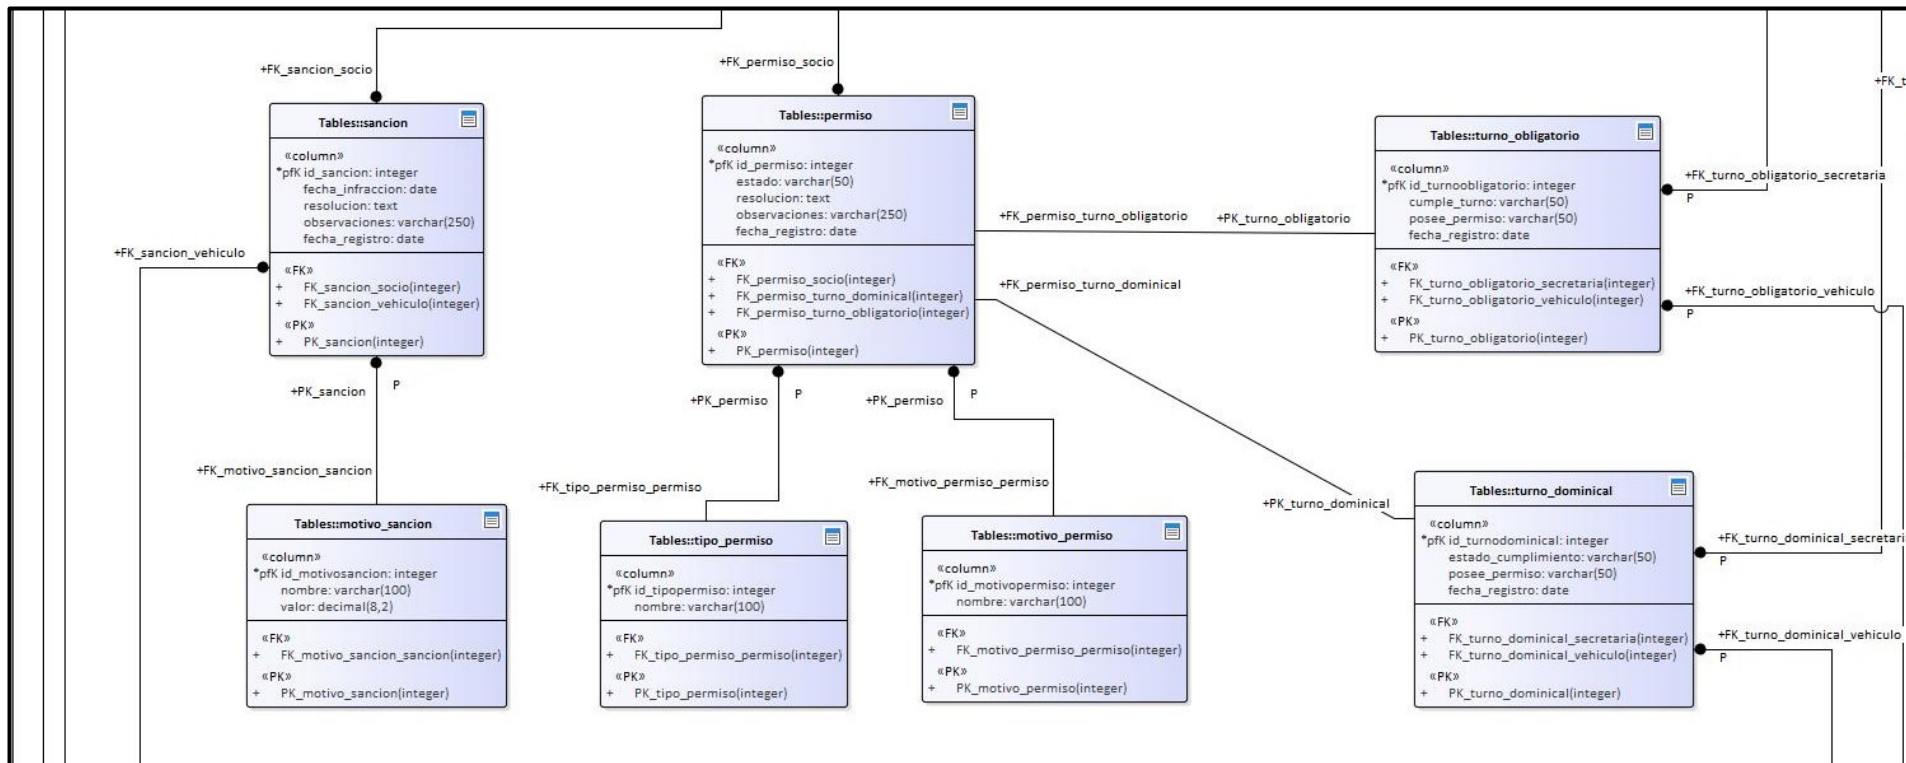 +FK_sancion_socio
Tables::sancion
«column»
*pfK id_sancion: integer
fecha_infraccion: date
resolucion: text
observaciones: varchar(250)
fecha_registro: date
«FK»
+ FK_sancion_socio(integer)
+ FK_sancion_vehiculo(integer)
«PK»
+ PK_sancion(integer)
+FK_sancion_vehiculo
+PK_sancion
P
+FK_motivo_sancion_sancion
Tables::motivo_sancion
«column»
*pfK id_motivosancion: integer
nombre: varchar(100)
valor: decimal(8,2)
«FK»
+ FK_motivo_sancion_sancion(integer)
«PK»
+ PK_motivo_sancion(integer)
+FK_permiso_socio
Tables::permiso
«column»
*pfK id_permiso: integer
estado: varchar(50)
resolucion: text
observaciones: varchar(250)
fecha_registro: date
«FK»
+ FK_permiso_socio(integer)
+ FK_permiso_turno_dominical(integer)
+ FK_permiso_turno_obligatorio(integer)
«PK»
+ PK_permiso(integer)
+PK_permiso
P
+FK_tipo_permiso_permiso
Tables::tipo_permiso
«column»
*pfK id_tipopermiso: integer
nombre: varchar(100)
«FK»
+ FK_tipo_permiso_permiso(integer)
«PK»
+ PK_tipo_permiso(integer)
+PK_permiso
P
+FK_motivo_permiso_permiso
Tables::motivo_permiso
«column»
*pfK id_motivopermiso: integer
nombre: varchar(100)
«FK»
+ FK_motivo_permiso_permiso(integer)
«PK»
+ PK_motivo_permiso(integer)
+FK_permiso_turno_obligatorio
+PK_turno_obligatorio
+FK_permiso_turno_dominical
+PK_turno_dominical
Tables::turno_obligatorio
«column»
*pfK id_turnoobligatorio: integer
cumple_turno: varchar(50)
posee_permiso: varchar(50)
fecha_registro: date
«FK»
+ FK_turno_obligatorio_secretaria(integer)
+ FK_turno_obligatorio_vehiculo(integer)
«PK»
+ PK_turno_obligatorio(integer)
+FK_t
+FK_turno_obligatorio_secretaria
P
+FK_turno_obligatorio_vehiculo
P
Tables::turno_dominical
«column»
*pfK id_turnodominical: integer
estado_cumplimiento: varchar(50)
posee_permiso: varchar(50)
fecha_registro: date
«FK»
+ FK_turno_dominical_secretaria(integer)
+ FK_turno_dominical_vehiculo(integer)
«PK»
+ PK_turno_dominical(integer)
+FK_turno_dominical_secretari
P
+FK_turno_dominical_vehiculo
P